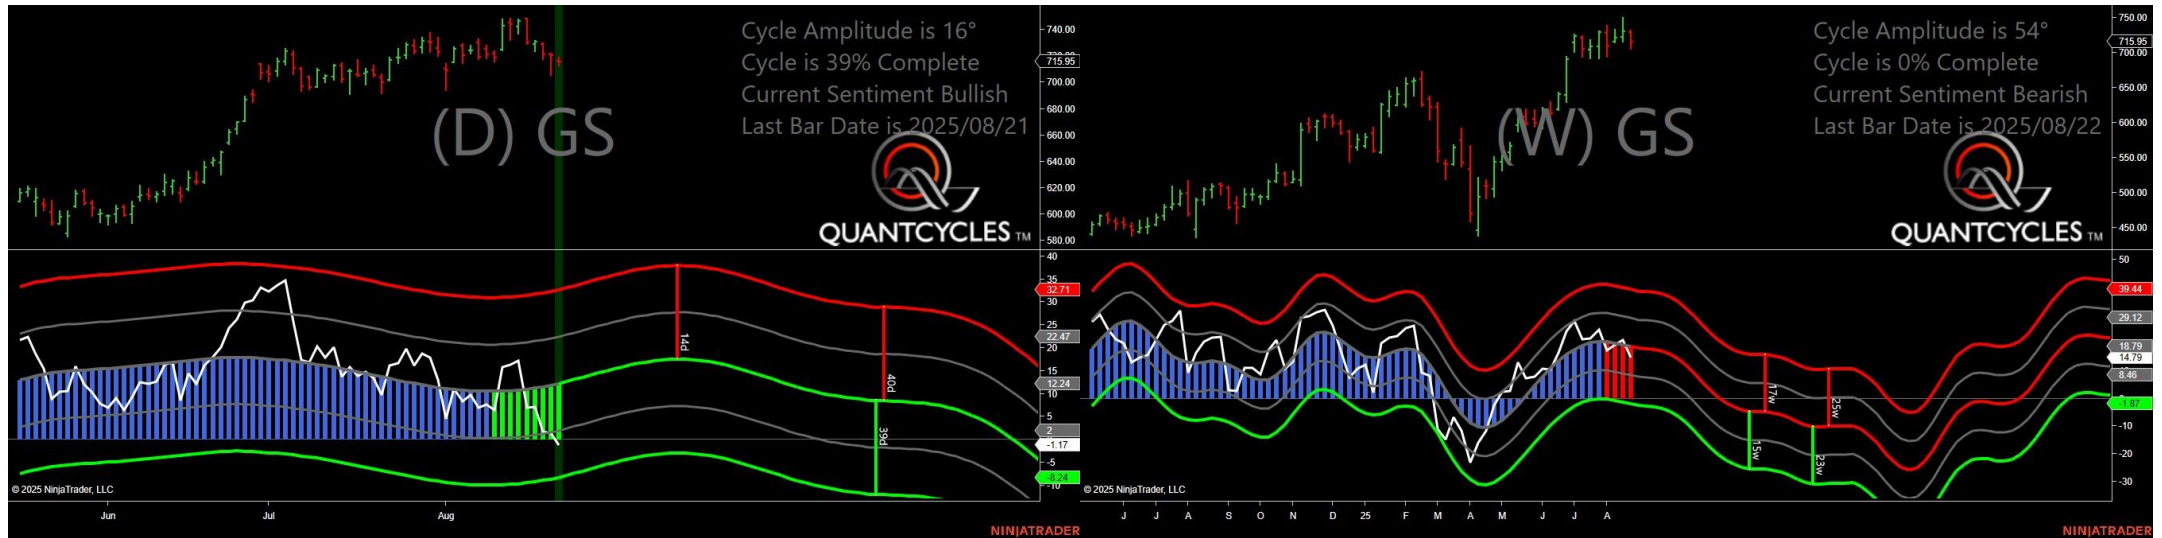 Cycle Amplitude is 16°
Cycle is 39% Complete
Current Sentiment Bullish
Last Bar Date is 2025/08/21
(D) GS
QUANTCYCLES TM
740.00
715.95
700.00
680.00
660.00
640.00
620.00
600.00
580.00
40
35
32.71
30
25
22.47
20
15
12.24
10
5
2
-1.17
-5
-8.24
-10
14d
40d
39d
© 2025 NinjaTrader, LLC
Jun
Jul
Aug
NINJATRADER
Cycle Amplitude is 54°
Cycle is 0% Complete
Current Sentiment Bearish
Last Bar Date is 2025/08/22
(W) GS
QUANTCYCLES TM
750.00
715.95
700.00
650.00
600.00
550.00
500.00
450.00
50
39.44
29.12
18.79
14.79
8.46
-1.87
-10
-20
-30
17w
25w
15w
23w
© 2025 NinjaTrader, LLC
J
J
A
S
O
N
D
25
F
M
A
M
J
J
A
NINJATRADER